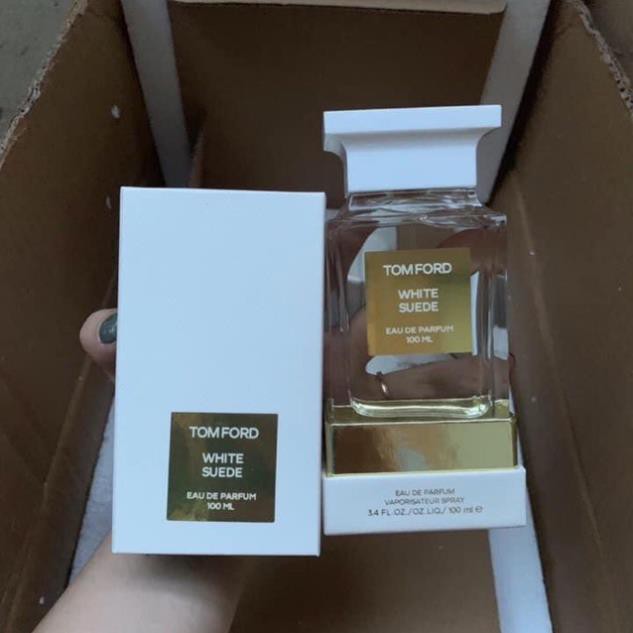 TOM FORD
WHITE
SUEDE
EAU DE PARFUM
100 ML
TOM FORD
WHITE
SUEDE
EAU DE PARFUM
100 ML
EAU DE PARFUM
VAPORISATEUR SPRAY
3.4 FL.OZ./OZ.LIQ./ 100 ml ℮